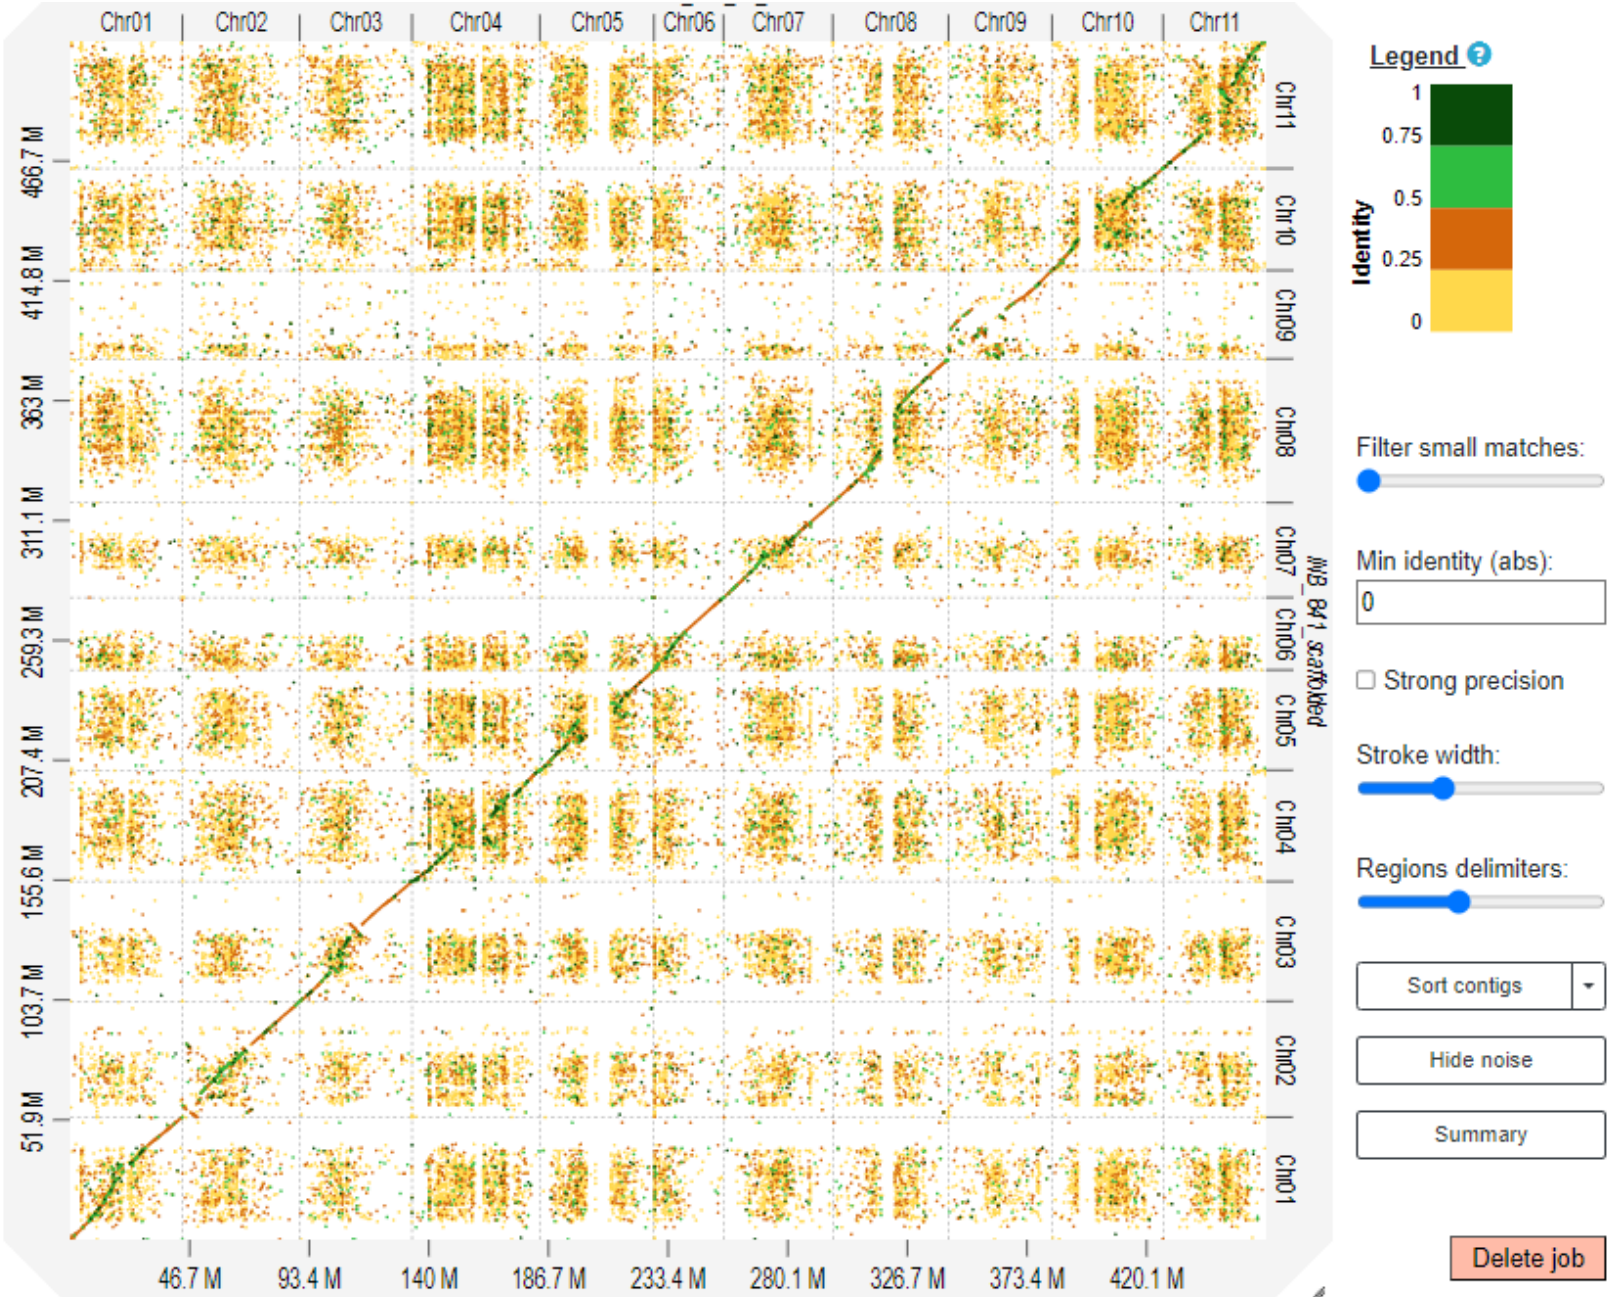 Chr01 Chr02 Chr03 Chr04 Chr05 Chr06 Chr07 Chr08 Chr09 Chr10 Chr11
466.7 M
414.8 M
363 M
311.1 M
259.3 M
207.4 M
155.6 M
103.7 M
51.9 M
Chr11
Chr10
Chr09
Chr08
Chr07
Chr06
Chr05
Chr04
Chr03
Chr02
Chr01
scaffolded
46.7 M 93.4 M 140 M 186.7 M 233.4 M 280.1 M 326.7 M 373.4 M 420.1 M
Legend ?
Identity
1
0.75
0.5
0.25
0
Filter small matches:
Min identity (abs):
0
Strong precision
Stroke width:
Regions delimiters:
Sort contigs
Hide noise
Summary
Delete job